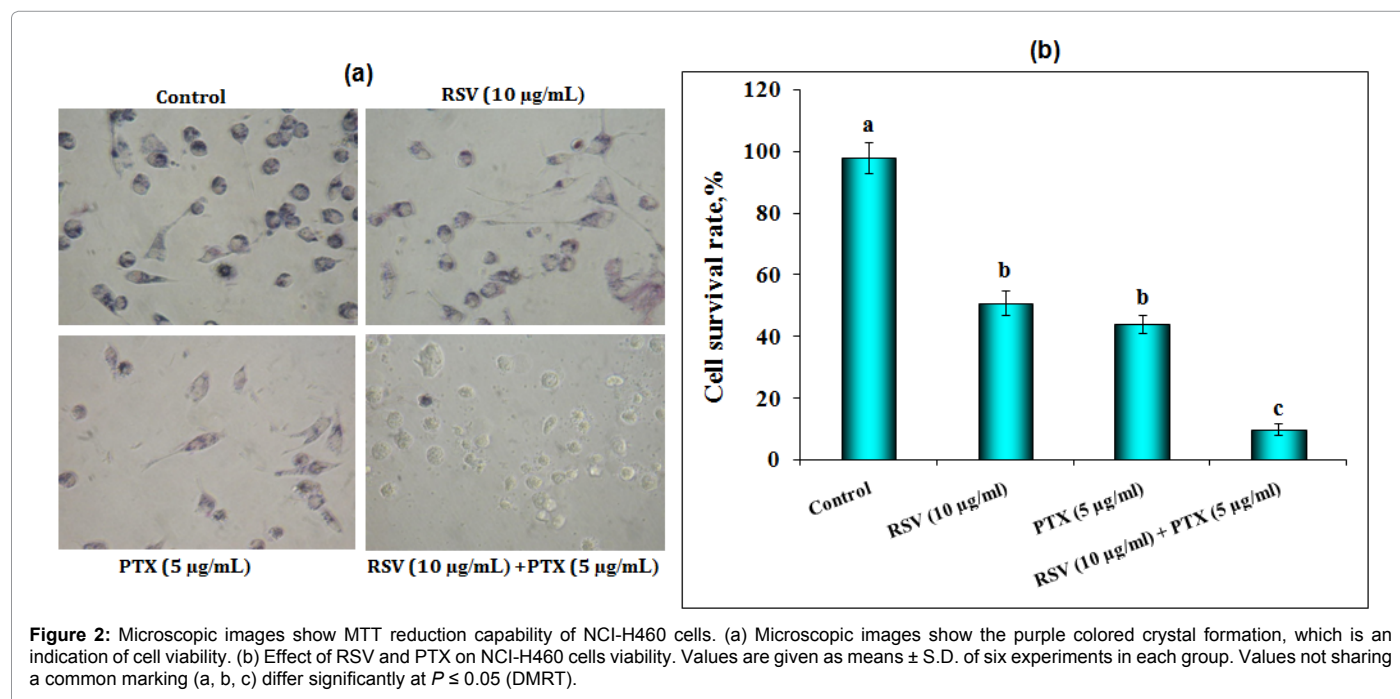 (a)
Control
RSV (10 µg/mL)
PTX (5 µg/mL)
RSV (10 µg/mL) +PTX (5 µg/mL)
(b)
Cell survival rate,%
120
100
80
60
40
20
0
a
b
b
c
Control
RSV (10 µg/ml)
PTX (5 µg/ml)
RSV (10 µg/ml) + PTX (5 µg/ml)
Figure 2: Microscopic images show MTT reduction capability of NCI-H460 cells. (a) Microscopic images show the purple colored crystal formation, which is an
indication of cell viability. (b) Effect of RSV and PTX on NCI-H460 cells viability. Values are given as means ± S.D. of six experiments in each group. Values not sharing
a common marking (a, b, c) differ significantly at P ≤ 0.05 (DMRT).